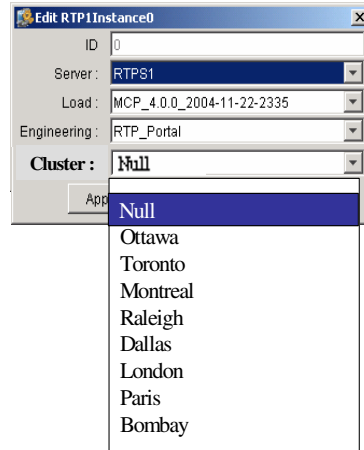 Edit RTP1Instance0
ID 0
Server : RTPS1
Load : MCP_4.0.0_2004-11-22-2335
Engineering : RTP_Portal
Cluster : Null
App
Null
Ottawa
Toronto
Montreal
Raleigh
Dallas
London
Paris
Bombay